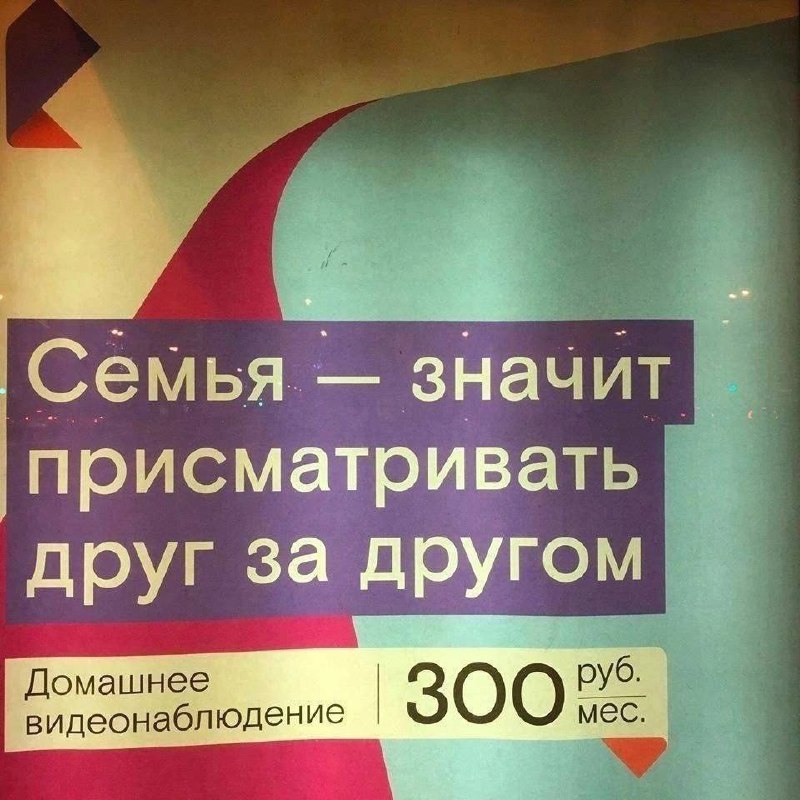 Семья — значит
присматривать
друг за другом
Домашнее
видеонаблюдение
300 руб.
мес.